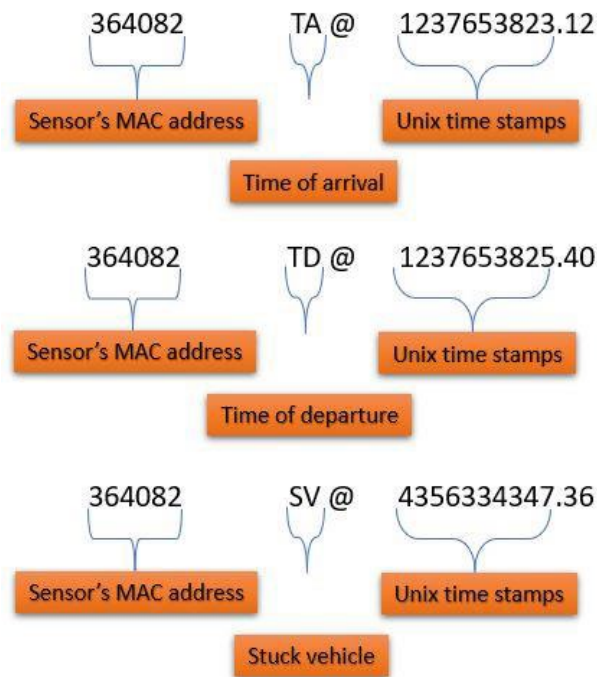 364082 TA @ 1237653823.12
Sensor's MAC address Unix time stamps
Time of arrival
364082 TD @ 1237653825.40
Sensor's MAC address Unix time stamps
Time of departure
364082 SV @ 4356334347.36
Sensor's MAC address Unix time stamps
Stuck vehicle